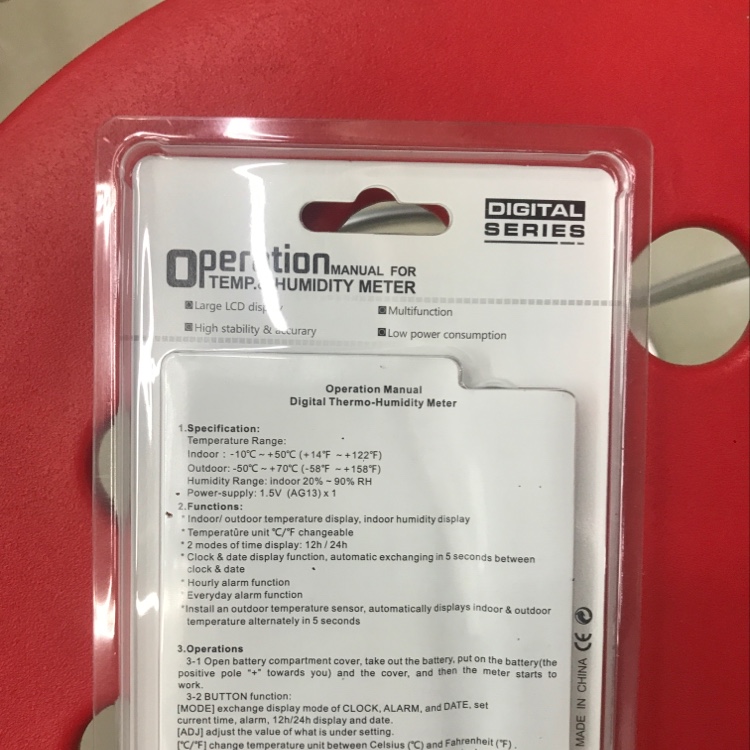 DIGITAL
SERIES
Operation MANUAL FOR
TEMP.& HUMIDITY METER
Large LCD display
Multifunction
High stability & accurary
Low power consumption
Operation Manual
Digital Thermo-Humidity Meter
1.Specification:
Temperature Range:
Indoor : -10℃ ~ +50℃ (+14℉ ~ +122℉)
Outdoor: -50℃ ~ +70℃ (-58℉ ~ +158℉)
Humidity Range: indoor 20% ~ 90% RH
Power-supply: 1.5V (AG13) x 1
2.Functions:
* Indoor/ outdoor temperature display, indoor humidity display
* Temperature unit ℃/℉ changeable
* 2 modes of time display: 12h / 24h
* Clock & date display function, automatic exchanging in 5 seconds between
clock & date
* Hourly alarm function
* Everyday alarm function
*Install an outdoor temperature sensor, automatically displays indoor & outdoor
temperature alternately in 5 seconds
3.Operations
3-1 Open battery compartment cover, take out the battery, put on the battery(the
positive pole "+" towards you) and the cover, and then the meter starts to
work.
3-2 BUTTON function:
[MODE] exchange display mode of CLOCK, ALARM, and DATE, set
current time, alarm, 12h/24h display and date.
[ADJ] adjust the value of what is under setting.
[℃/℉] change temperature unit between Celsius (℃) and Fahrenheit (℉) .
MADE IN CHINA CE